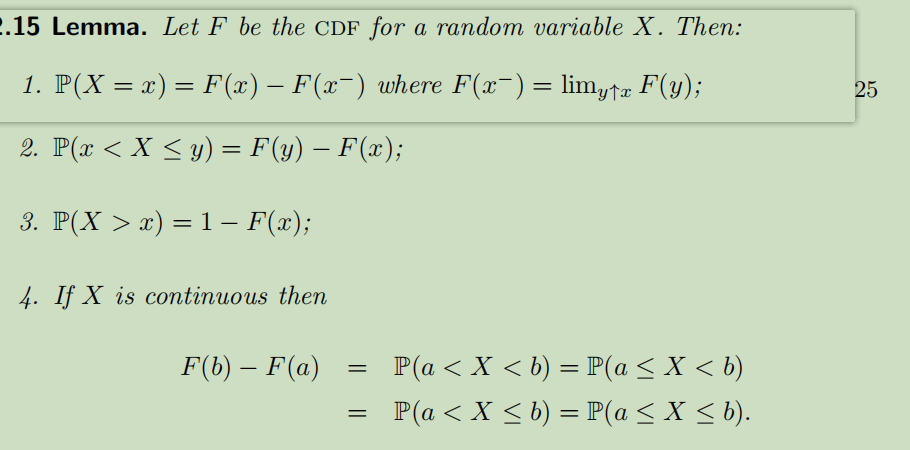 2.15 Lemma. Let F be the CDF for a random variable X. Then:
1. ℙ(X = x) = F(x) − F(x⁻) where F(x⁻) = lim_{y↑x} F(y);
25
2. ℙ(x < X ≤ y) = F(y) − F(x);
3. ℙ(X > x) = 1 − F(x);
4. If X is continuous then
F(b) − F(a) = ℙ(a < X < b) = ℙ(a ≤ X < b)
= ℙ(a < X ≤ b) = ℙ(a ≤ X ≤ b).